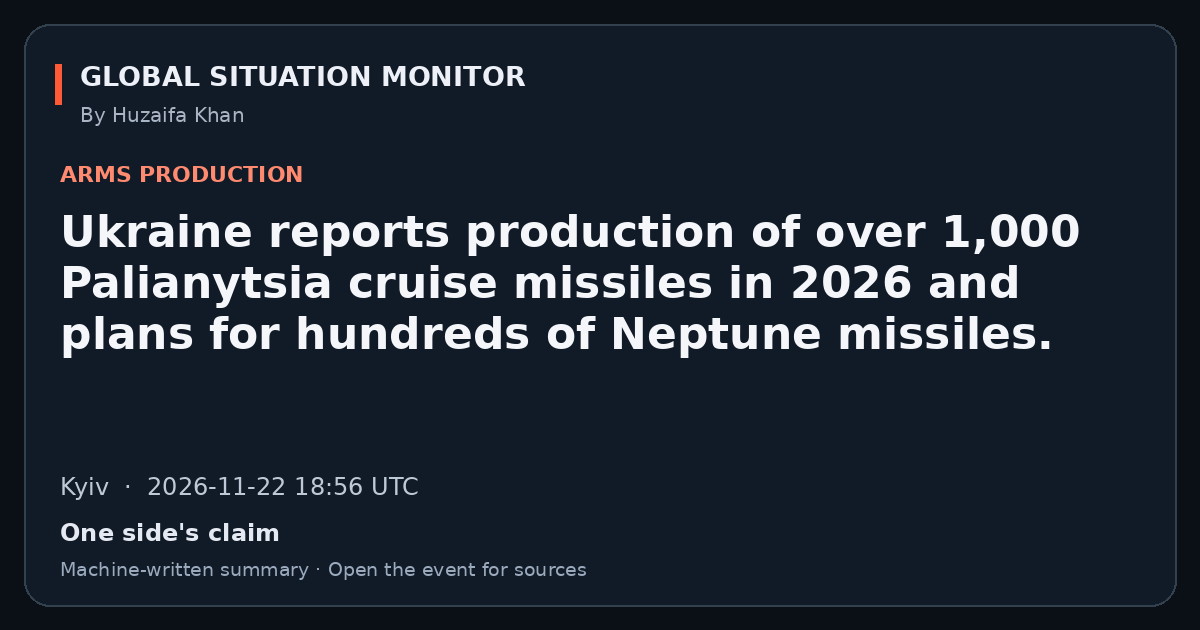 GLOBAL SITUATION MONITOR
By Huzaifa Khan
ARMS PRODUCTION
Ukraine reports production of over 1,000
Palianytsia cruise missiles in 2026 and
plans for hundreds of Neptune missiles.
Kyiv · 2026-11-22 18:56 UTC
One side's claim
Machine-written summary · Open the event for sources